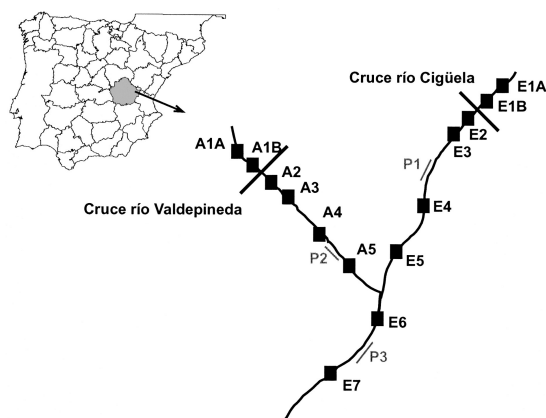 Cruce río Cigüela
E1A
E1B
E2
E3
A1A
A1B
A2
A3
P1
Cruce río Valdepineda
A4
E4
P2
A5
E5
E6
P3
E7